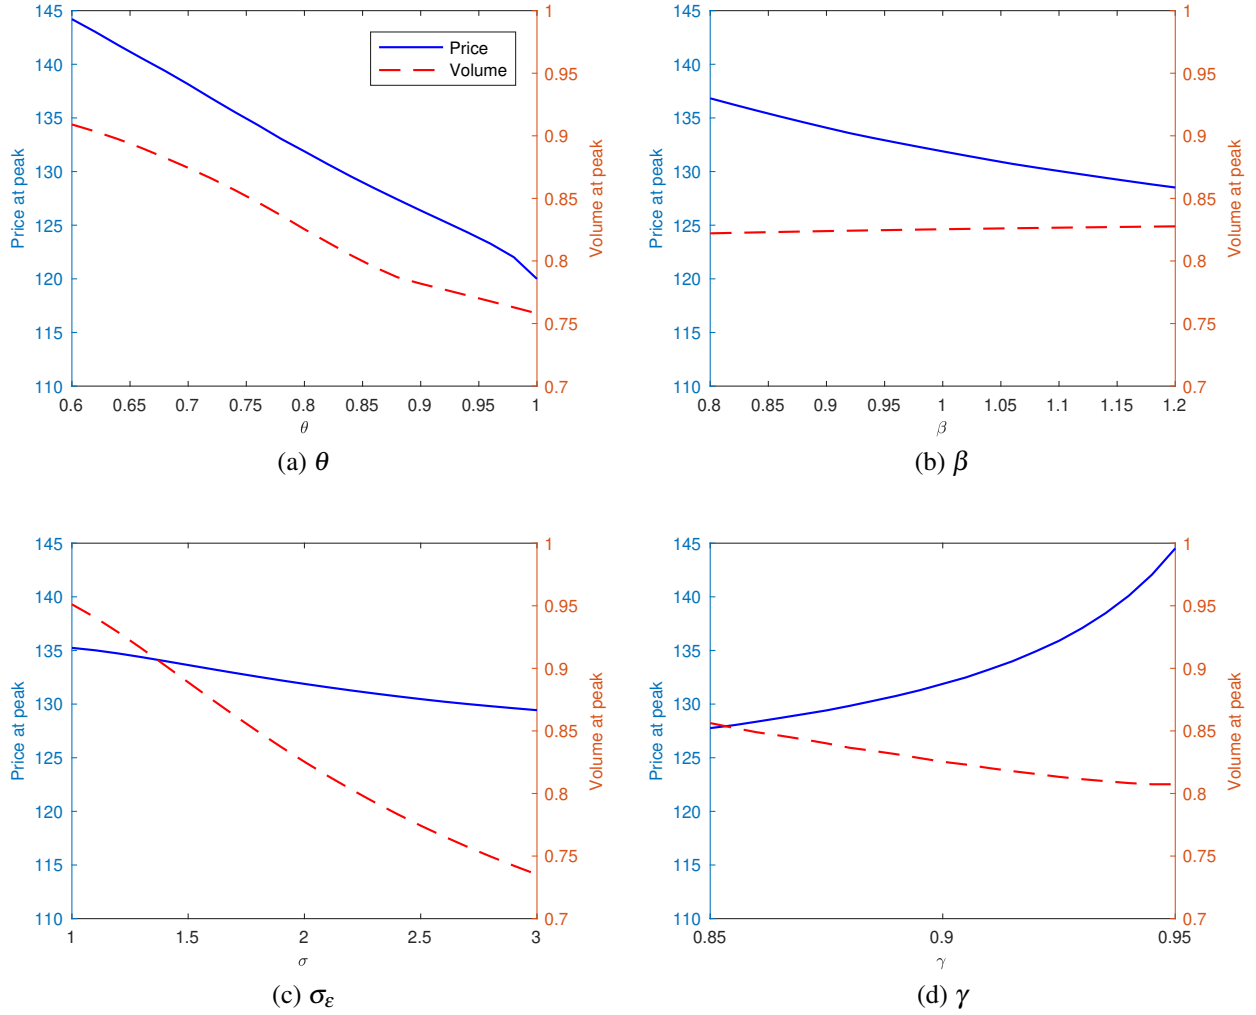 145 1 145 1
Price
Volume
140 0.95 140 0.95
135 0.9 135 0.9
130 0.85 130 0.85
125 125
0.8 0.8
120 120
115 0.75 115 0.75
110 0.7 110 0.7
Price at peak Volume at peak Price at peak Volume at peak
0.6 0.65 0.7 0.75 0.8 0.85 0.9 0.95 1 0.8 0.85 0.9 0.95 1 1.05 1.1 1.15 1.2
θ β
(a) θ (b) β
145 1 145 1
140 0.95 140 0.95
135 0.9 135 0.9
130 0.85 130 0.85
125 125
0.8 0.8
120 120
115 0.75 115 0.75
110 0.7 110 0.7
Price at peak Volume at peak Price at peak Volume at peak
1 1.5 2 2.5 3 0.85 0.9 0.95
σ γ
(c) σε (d) γ